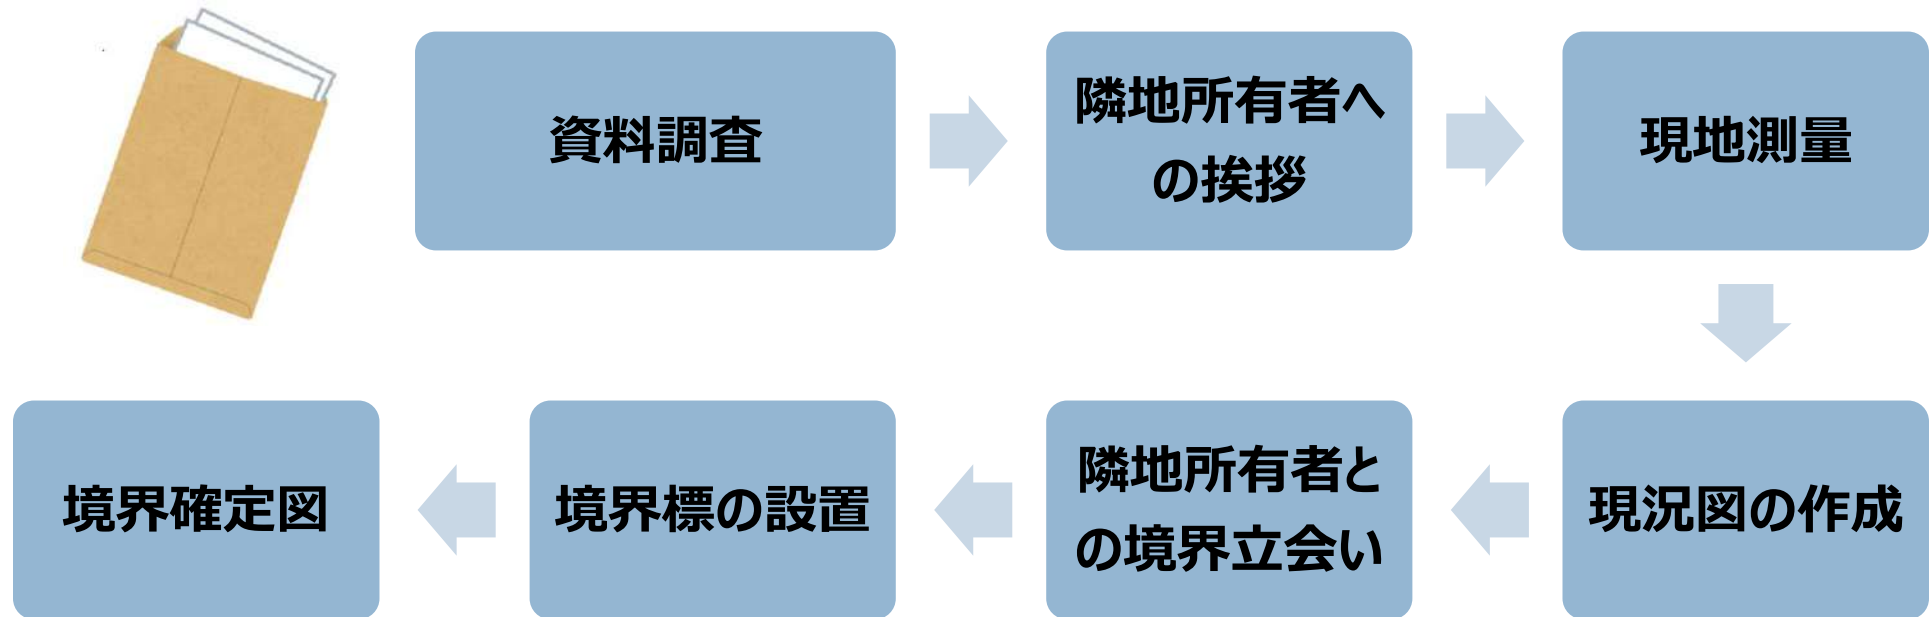 資料調査
隣地所有者へ
の挨拶
現地測量
現況図の作成
隣地所有者と
の境界立会い
境界標の設置
境界確定図